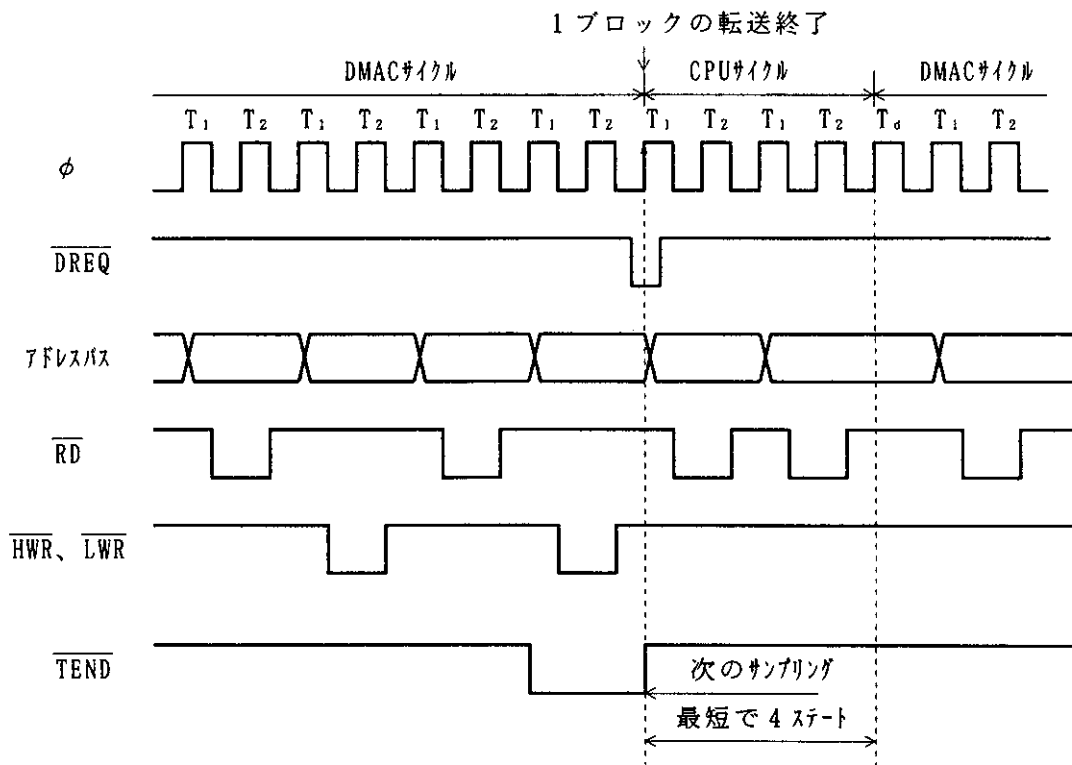 1ブロックの転送終了
DMACサイクル CPUサイクル DMACサイクル
T₁ T₂ T₁ T₂ T₁ T₂ T₁ T₂ T₁ T₂ T₁ T₂ T_d T₁ T₂
φ
DREQ
アドレスバス
RD
HWR、LWR
TEND
次のサンプリング
最短で4ステート